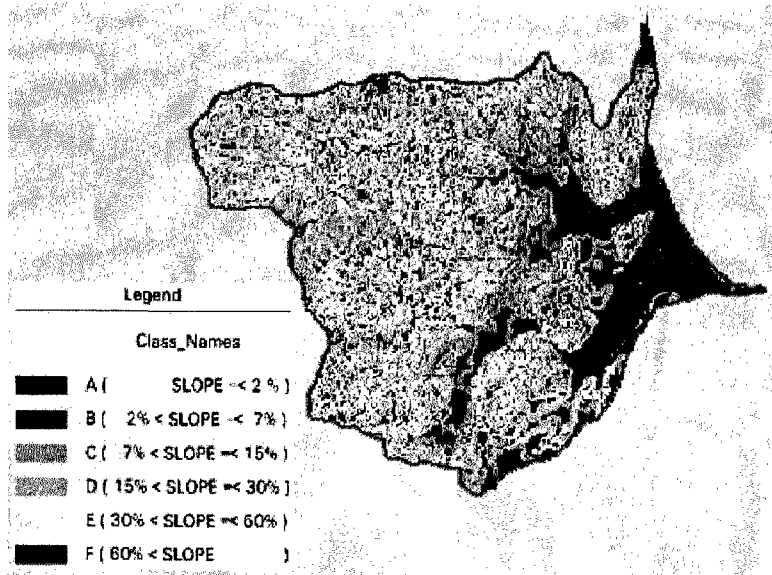 Legend
Class_Names
A ( SLOPE =< 2 % )
B ( 2% < SLOPE =< 7% )
C ( 7% < SLOPE =< 15% )
D ( 15% < SLOPE =< 30% )
E ( 30% < SLOPE =< 60% )
F ( 60% < SLOPE )